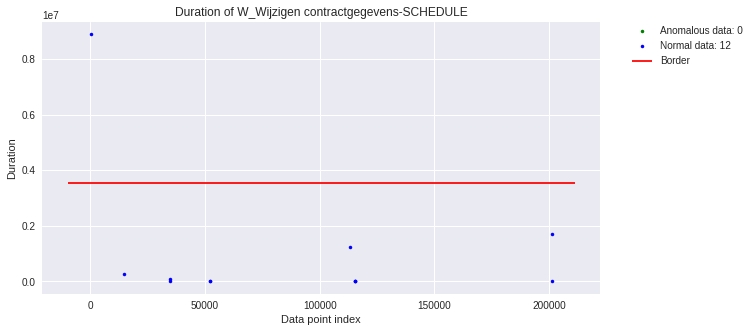 Duration of W_Wijzigen contractgegevens-SCHEDULE
1e7
Anomalous data: 0
Normal data: 12
Border
0.8
0.6
0.4
0.2
0.0
Duration
0 50000 100000 150000 200000
Data point index